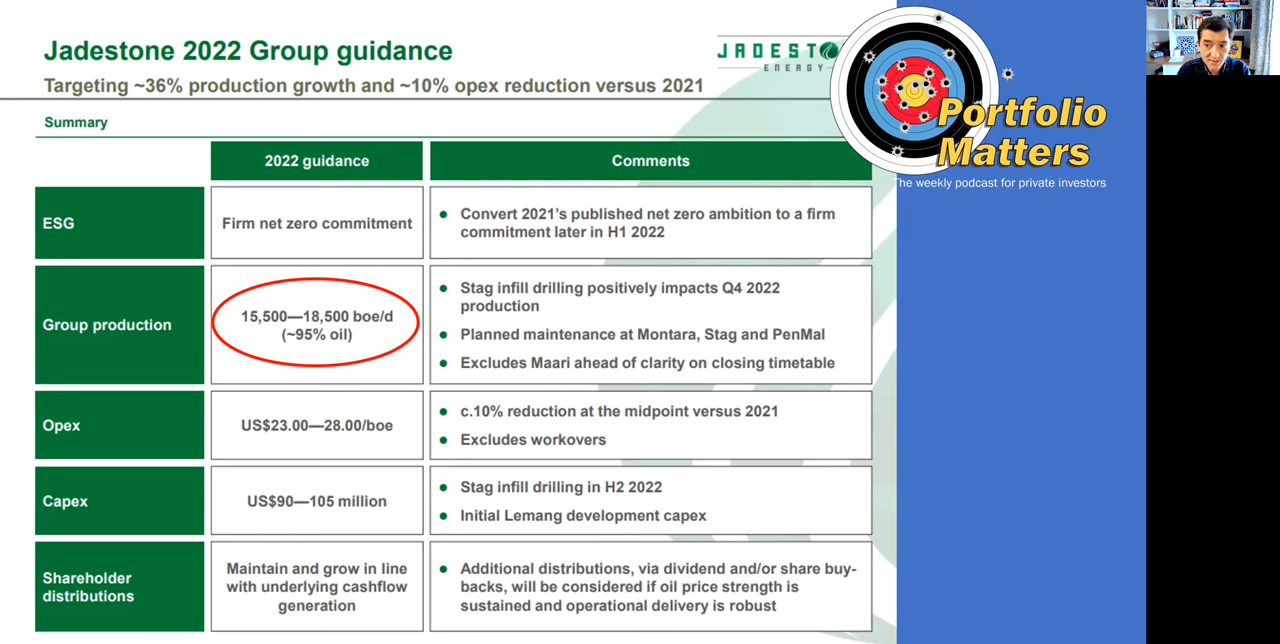 Jadestone 2022 Group guidance
Targeting ~36% production growth and ~10% opex reduction versus 2021
JADEST
ENERGY
Portfolio
Matters
The weekly podcast for private investors
Summary
2022 guidance
Comments
ESG
Firm net zero commitment
● Convert 2021's published net zero ambition to a firm
commitment later in H1 2022
Group production
15,500—18,500 boe/d
(~95% oil)
● Stag infill drilling positively impacts Q4 2022
production
● Planned maintenance at Montara, Stag and PenMal
● Excludes Maari ahead of clarity on closing timetable
Opex
US$23.00—28.00/boe
● c.10% reduction at the midpoint versus 2021
● Excludes workovers
Capex
US$90—105 million
● Stag infill drilling in H2 2022
● Initial Lemang development capex
Shareholder
distributions
Maintain and grow in line
with underlying cashflow
generation
● Additional distributions, via dividend and/or share buy-
backs, will be considered if oil price strength is
sustained and operational delivery is robust